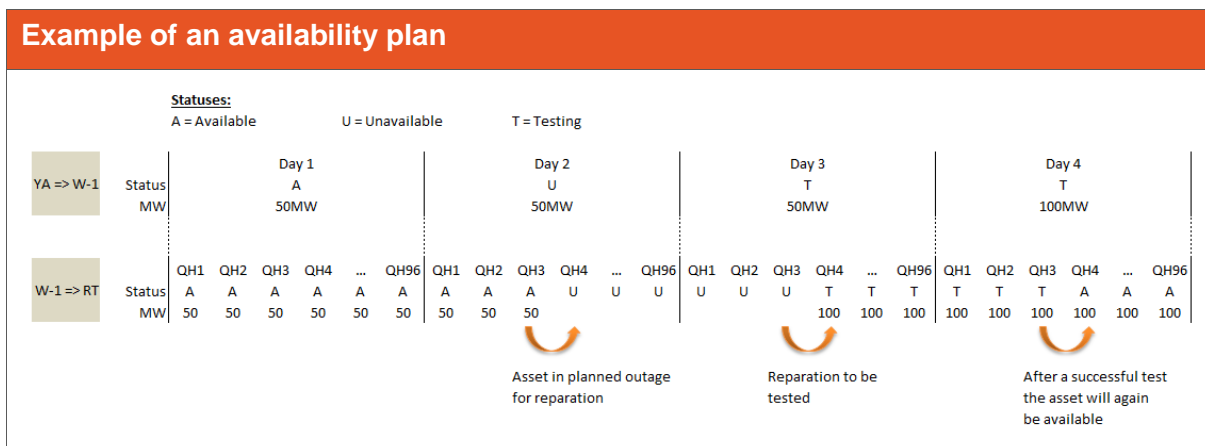 Example of an availability plan
Statuses:
A = Available U = Unavailable T = Testing
Day 1 Day 2 Day 3 Day 4
YA => W-1 Status A U T T
MW 50MW 50MW 50MW 100MW
QH1 QH2 QH3 QH4 ... QH96 QH1 QH2 QH3 QH4 ... QH96 QH1 QH2 QH3 QH4 ... QH96 QH1 QH2 QH3 QH4 ... QH96
W-1 => RT Status A A A A A A A A A U U U U U U T T T T T T A A A
MW 50 50 50 50 50 50 50 50 50 100 100 100 100 100 100 100 100 100
Asset in planned outage Reparation to be After a successful test
for reparation tested the asset will again
be available